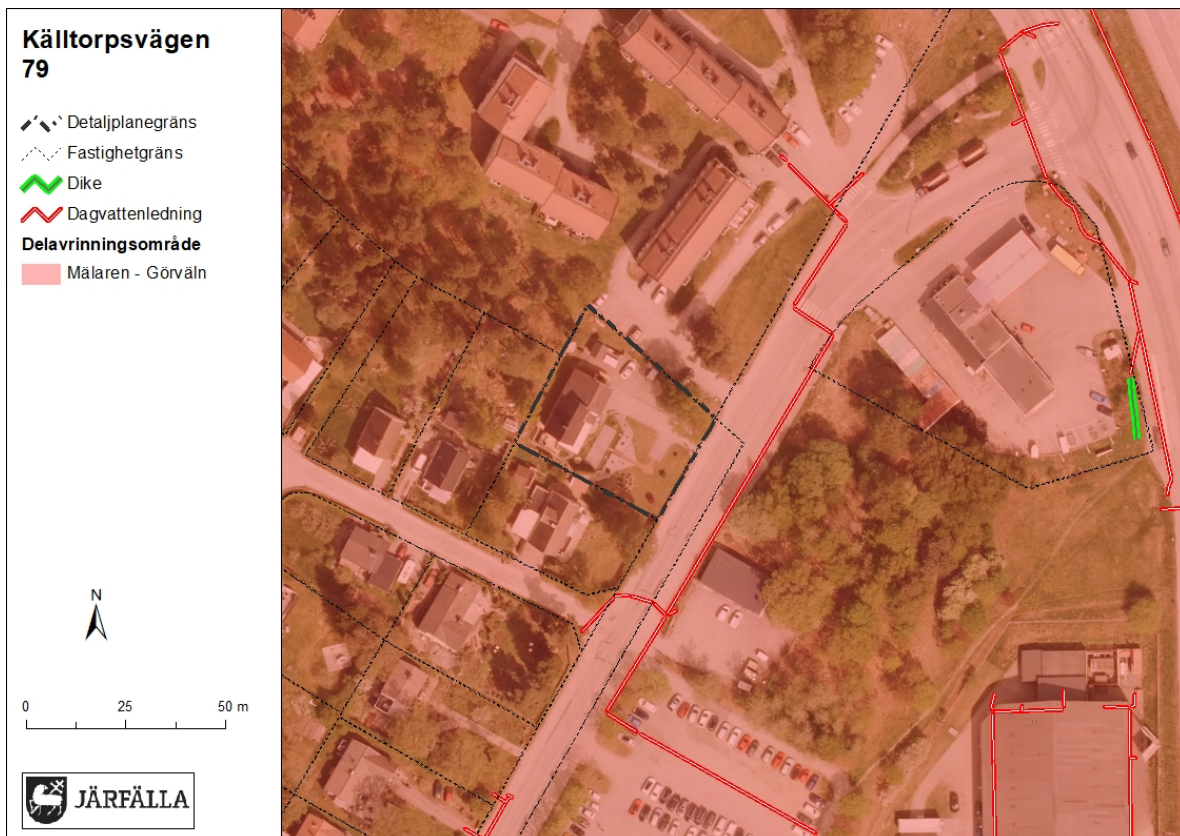 Källtorpsvägen
79
Detaljplanegräns
Fastighetgräns
Dike
Dagvattenledning
Delavrinningsområde
Mälaren - Görväln
N
0 25 50 m
JÄRFÄLLA